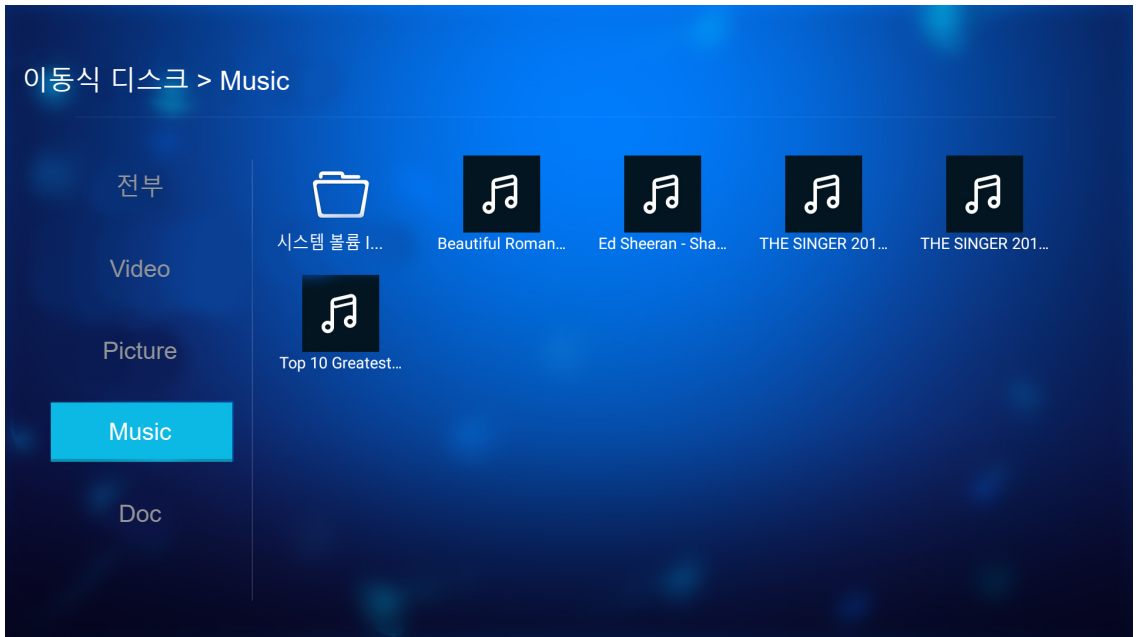 이동식 디스크 > Music
전부
Video
Picture
Music
Doc
시스템 볼륨 I...
Beautiful Roman...
Ed Sheeran - Sha...
THE SINGER 201...
THE SINGER 201...
Top 10 Greatest...